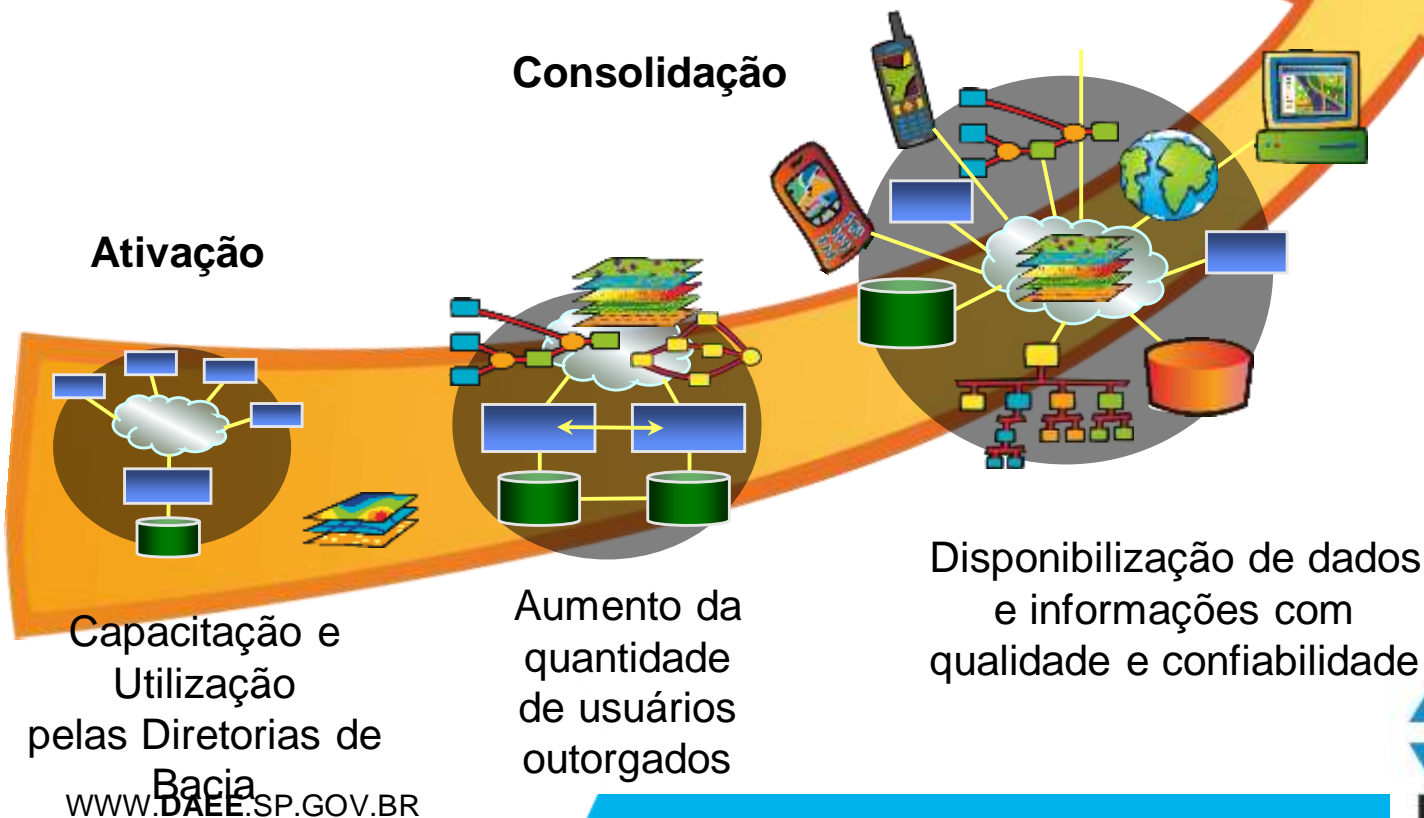 Consolidação
Ativação
Capacitação e
Utilização
pelas Diretorias de
Bacia
Aumento da
quantidade
de usuários
outorgados
Disponibilização de dados
e informações com
qualidade e confiabilidade
WWW.DAEE.SP.GOV.BR